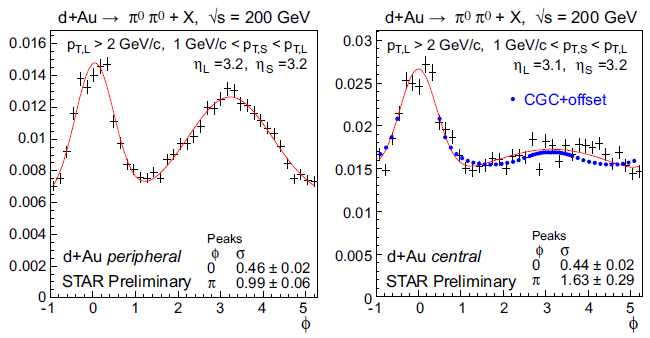 d+Au → π⁰ π⁰ + X, √s = 200 GeV
p_T,L > 2 GeV/c, 1 GeV/c < p_T,S < p_T,L
η_L =3.2, η_S =3.2
0.016
0.014
0.012
0.01
0.008
0.006
0.004
0.002
0
Peaks
ϕ σ
0 0.46 ± 0.02
π 0.99 ± 0.06
d+Au peripheral
STAR Preliminary
-1 0 1 2 3 4 5
ϕ
d+Au → π⁰ π⁰ + X, √s = 200 GeV
p_T,L > 2 GeV/c, 1 GeV/c < p_T,S < p_T,L
η_L =3.1, η_S =3.2
CGC+offset
0.03
0.025
0.02
0.015
0.01
0.005
0
Peaks
ϕ σ
0 0.44 ± 0.02
π 1.63 ± 0.29
d+Au central
STAR Preliminary
-1 0 1 2 3 4 5
ϕ